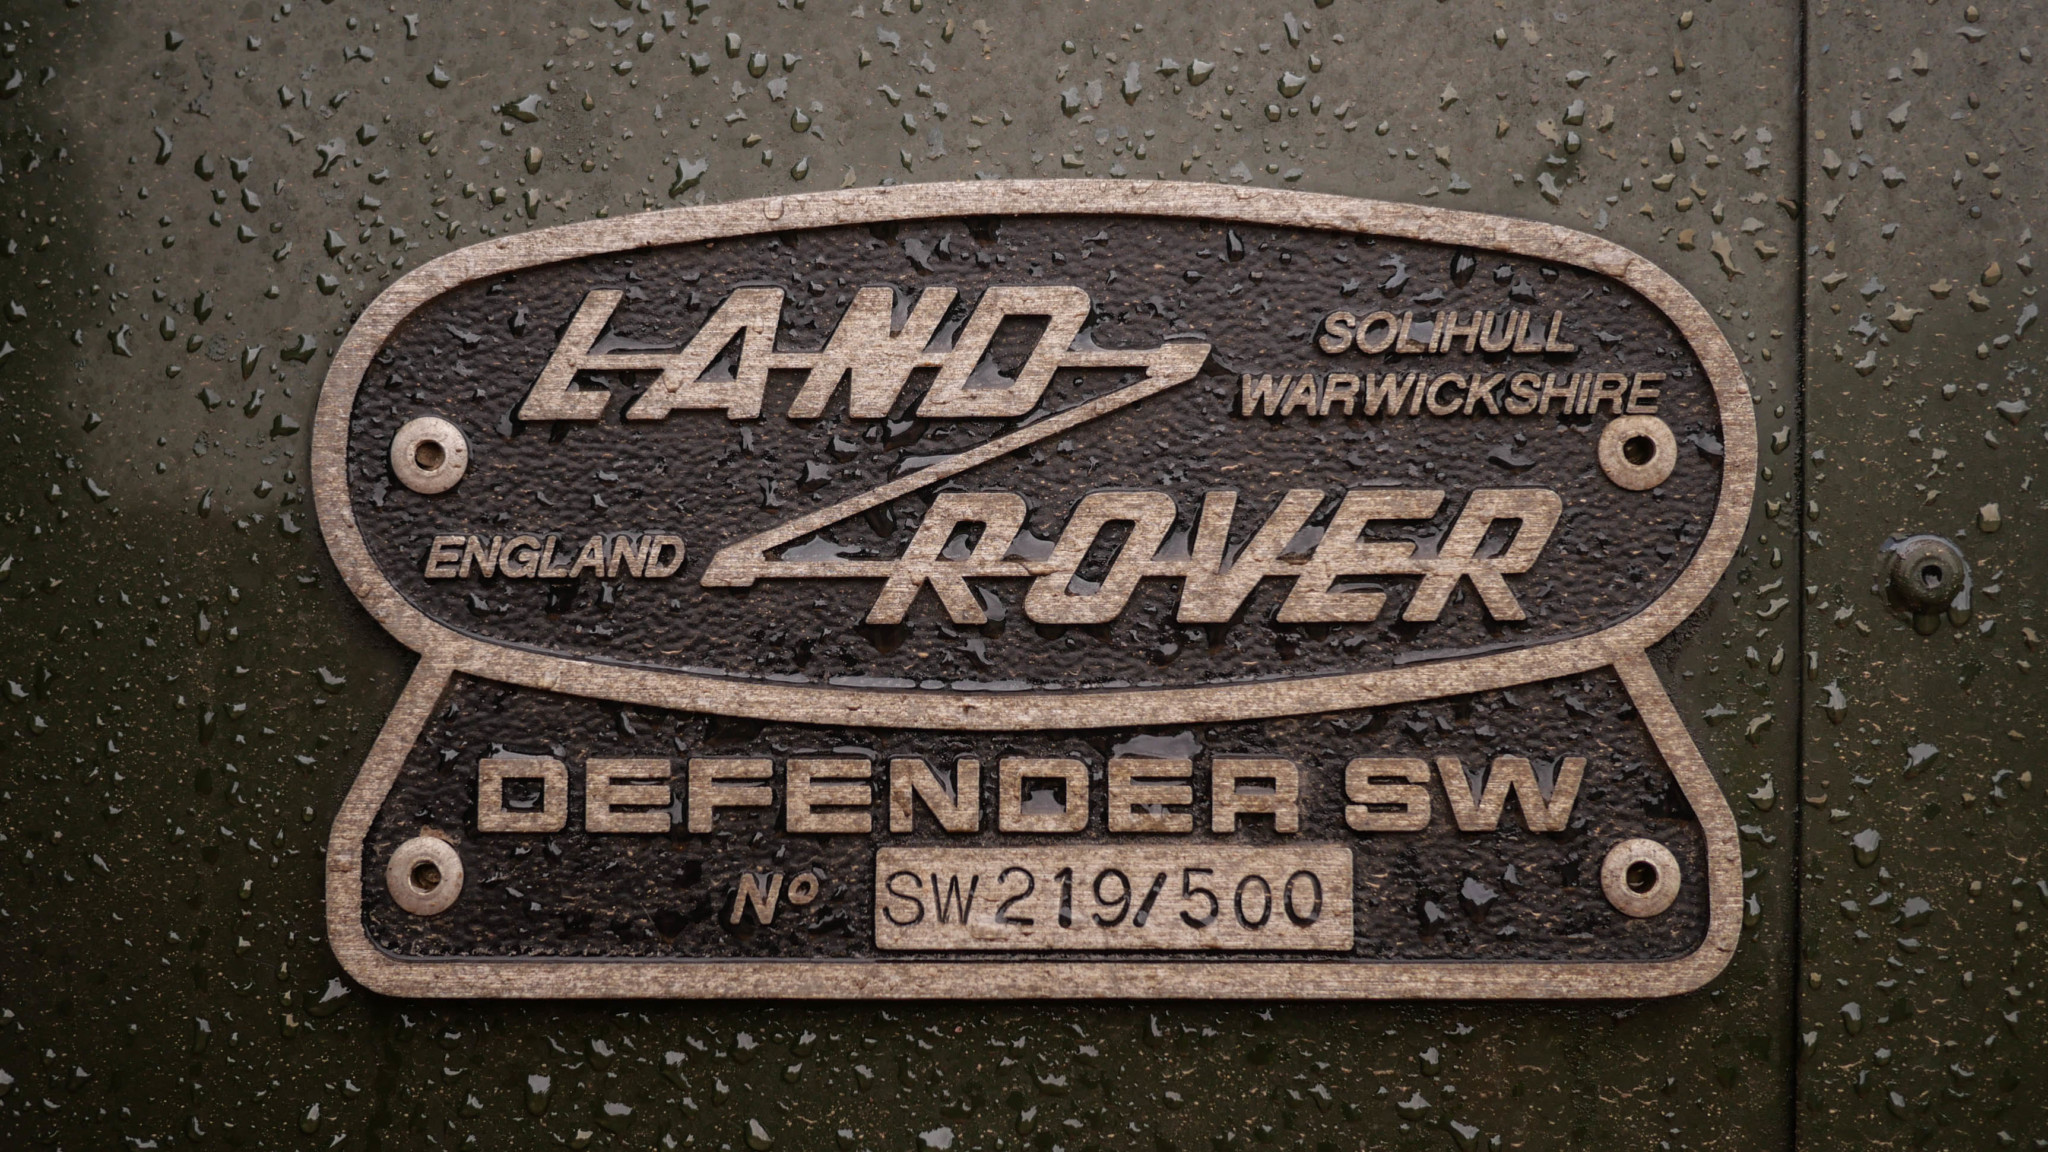 LAND
SOLIHULL
WARWICKSHIRE
ENGLAND
ROVER
DEFENDER SW
Nº SW219/500